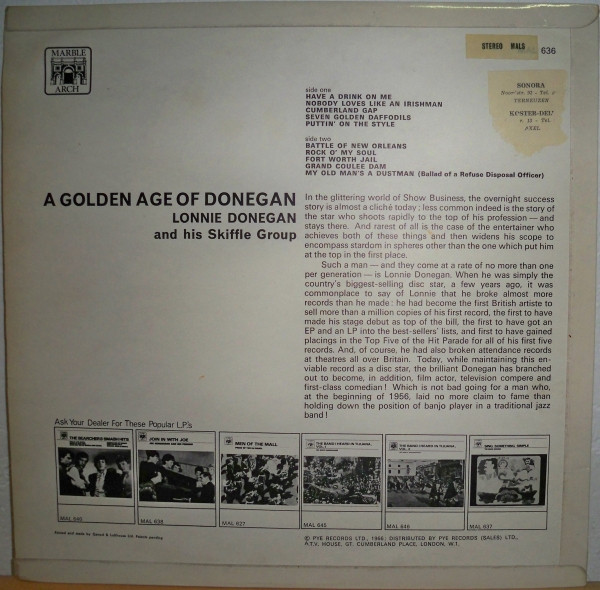 MARBLE
ARCH
STEREO MALS
636
SONORA
TERNEUZEN
AXEL
side one
HAVE A DRINK ON ME
NOBODY LOVES LIKE AN IRISHMAN
CUMBERLAND GAP
SEVEN GOLDEN DAFFODILS
PUTTIN' ON THE STYLE
side two
BATTLE OF NEW ORLEANS
ROCK O' MY SOUL
FORT WORTH JAIL
GRAND COULEE DAM
MY OLD MAN'S A DUSTMAN (Ballad of a Refuse Disposal Officer)
A GOLDEN AGE OF DONEGAN
LONNIE DONEGAN
and his Skiffle Group
In the glittering world of Show Business, the overnight success
story is almost a cliché today; less common indeed is the story of
the star who shoots rapidly to the top of his profession — and
stays there. And rarest of all is the case of the entertainer who
achieves both of these things and then widens his scope to
encompass stardom in spheres other than the one which put him
at the top in the first place.
Such a man — and they come at a rate of no more than one
per generation — is Lonnie Donegan. When he was simply the
country's biggest-selling disc star, a few years ago, it was
commonplace to say of Lonnie that he broke almost more
records than he made: he had become the first British artiste to
sell more than a million copies of his first record, the first to have
made his stage debut as top of the bill, the first to have got an
EP and an LP into the best-sellers' lists, and first to have gained
placings in the Top Five of the Hit Parade for all of his first five
records. And, of course, he had also broken attendance records
at theatres all over Britain. Today, while maintaining this en-
viable record as a disc star, the brilliant Donegan has branched
out to become, in addition, film actor, television compere and
first-class comedian! Which is not bad going for a man who,
at the beginning of 1956, laid no more claim to fame than
holding down the position of banjo player in a traditional jazz
band!
Ask Your Dealer For These Popular LP's
THE SEARCHERS SMASH HITS
MAL 640
JOIN IN WITH JOE
MAL 635
MEN OF THE MALL
MAL 627
MAL 645
MAL 646
MAL 637
© PYE RECORDS LTD., 1966; DISTRIBUTED BY PYE RECORDS (SALES) LTD.,
A.T.V. HOUSE, GT. CUMBERLAND PLACE, LONDON, W.1.